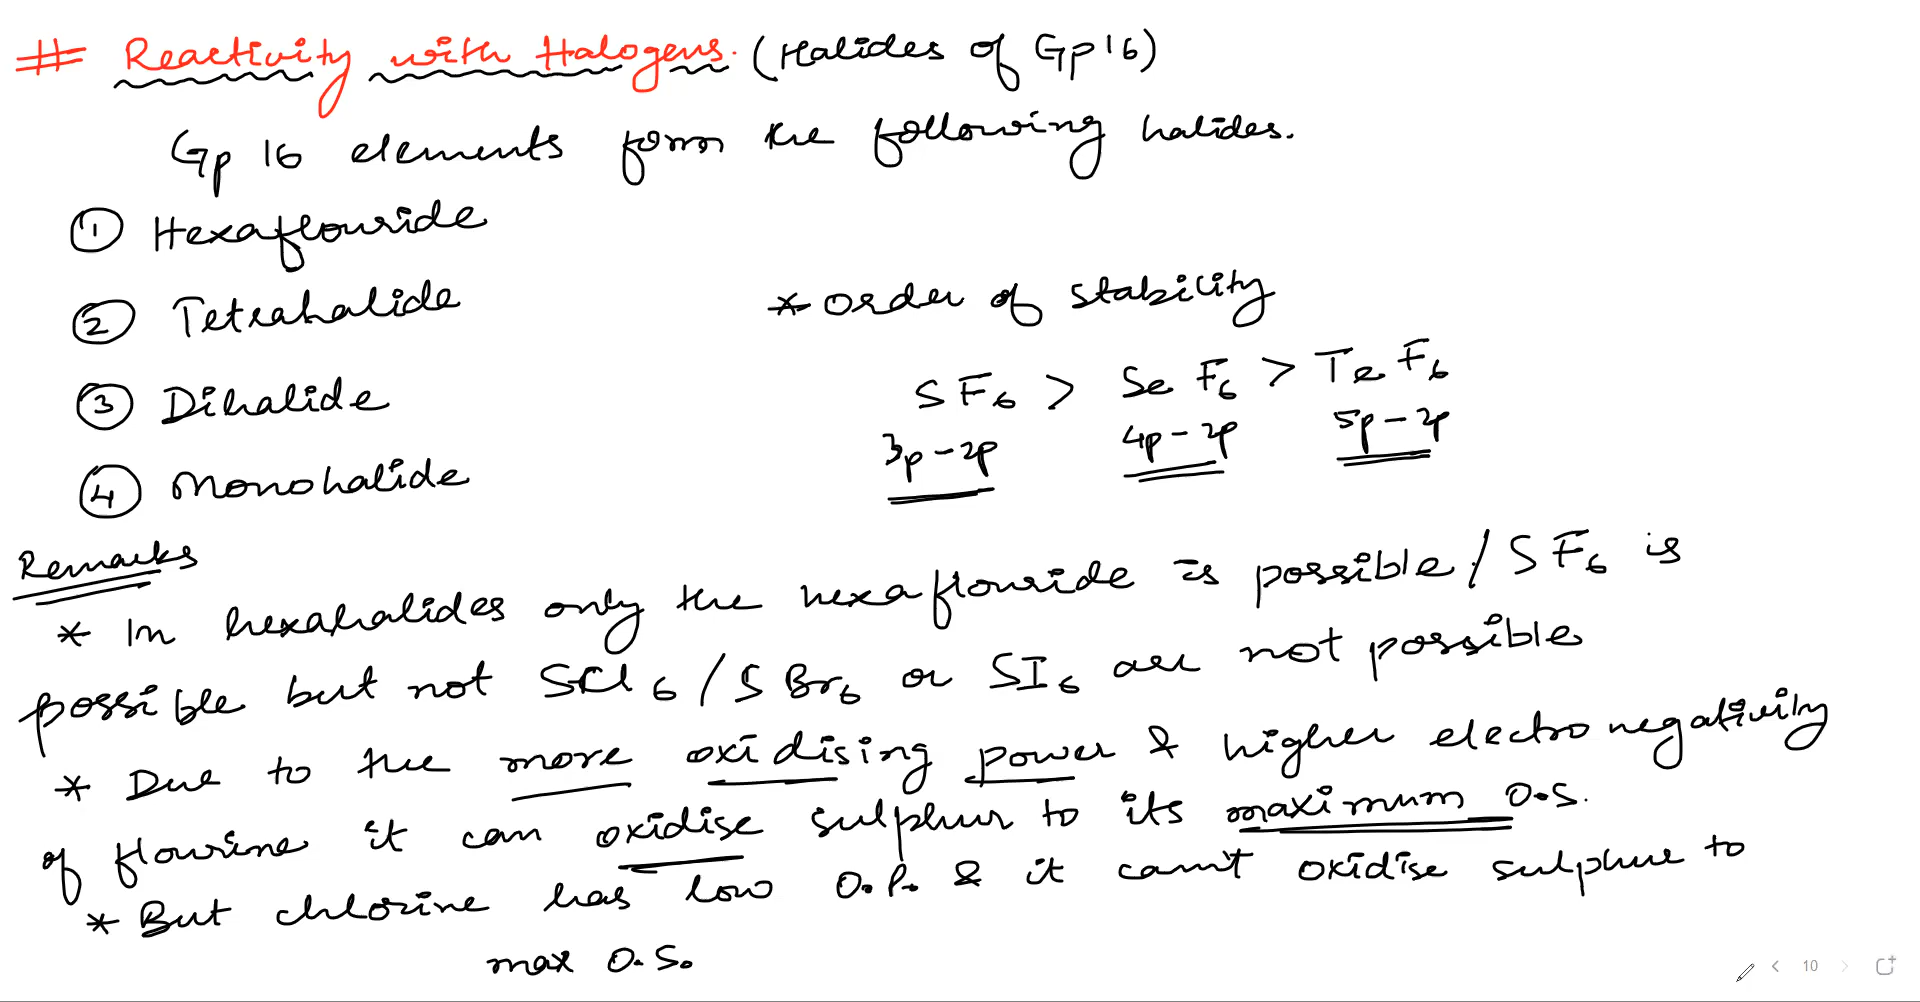 # Reactivity with Halogens. (Halides of Gp 16)
Gp 16 elements form the following halides.
① Hexaflouride
② Tetrahalide
③ Dihalide
④ Monohalide
* Order of stability
SF₆ > SeF₆ > TeF₆
3p-2p 4p-2p 5p-2p
Remarks
* In hexahalides only the hexaflouride is possible / SF₆ is
possible but not SCl₆ / SBr₆ or SI₆ are not possible
* Due to the more oxidising power & higher electronegativity
of flourine it can oxidise sulphur to its maximum O.S.
* But chlorine has low O.P. & it can't oxidise sulphur to
max O.S.
10